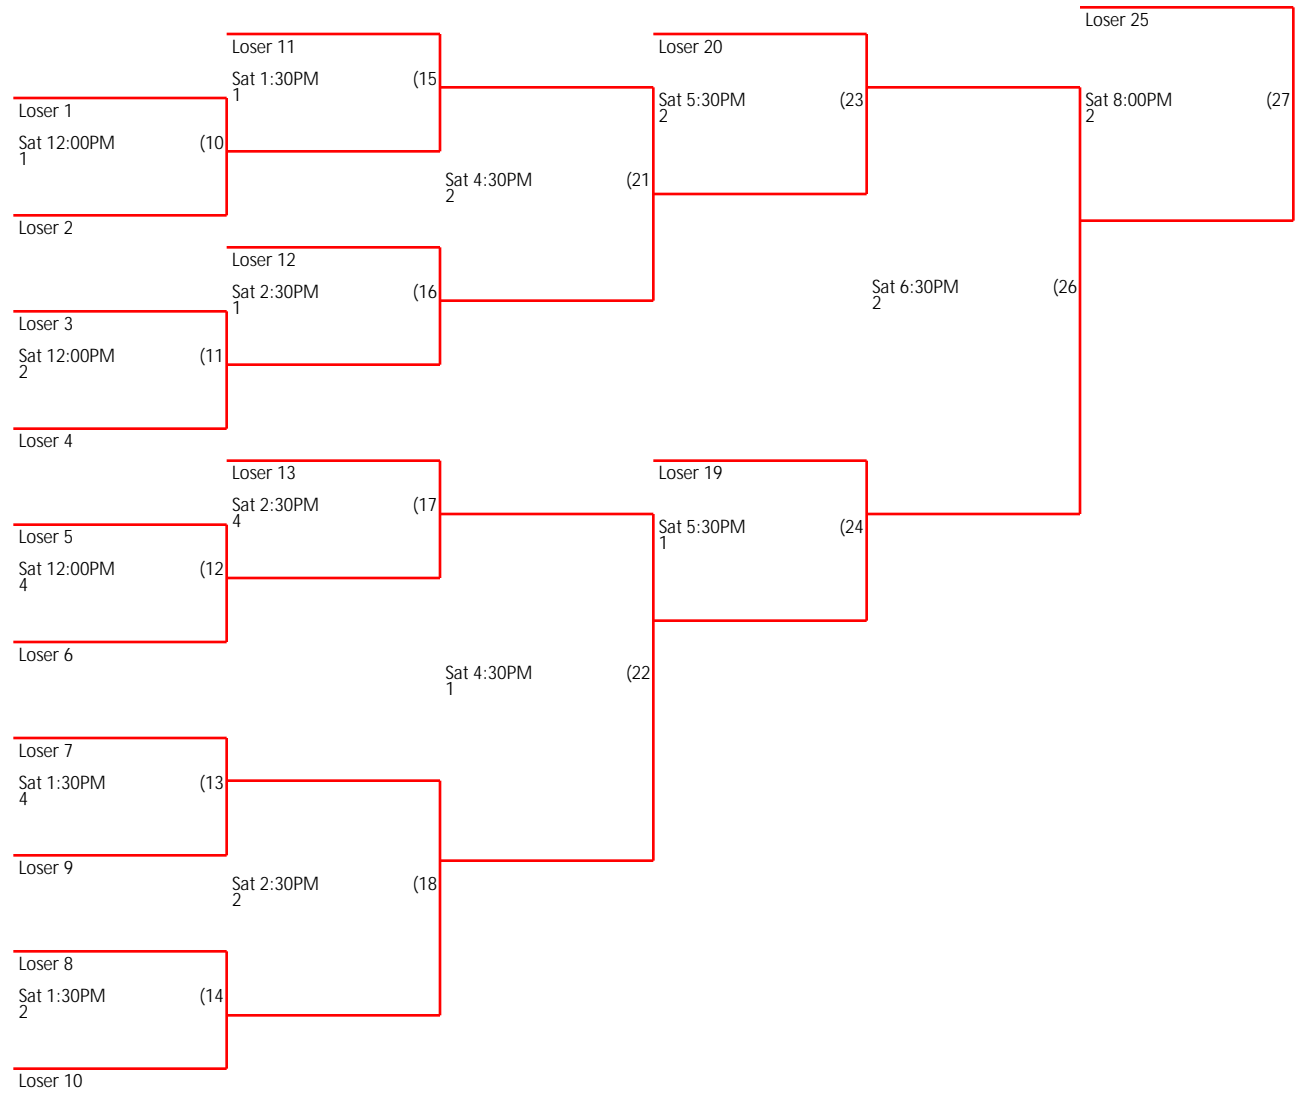 Loser 25
Loser 11
Loser 20
Sat 1:30PM (15
1
Sat 5:30PM (23
2
Sat 8:00PM (27
2
Loser 1
Sat 12:00PM (10
1
Sat 4:30PM (21
2
Loser 2
Loser 12
Sat 2:30PM (16
1
Sat 6:30PM (26
2
Loser 3
Sat 12:00PM (11
2
Loser 4
Loser 13
Loser 19
Sat 2:30PM (17
4
Sat 5:30PM (24
1
Loser 5
Sat 12:00PM (12
4
Loser 6
Sat 4:30PM (22
1
Loser 7
Sat 1:30PM (13
4
Loser 9
Sat 2:30PM (18
2
Loser 8
Sat 1:30PM (14
2
Loser 10